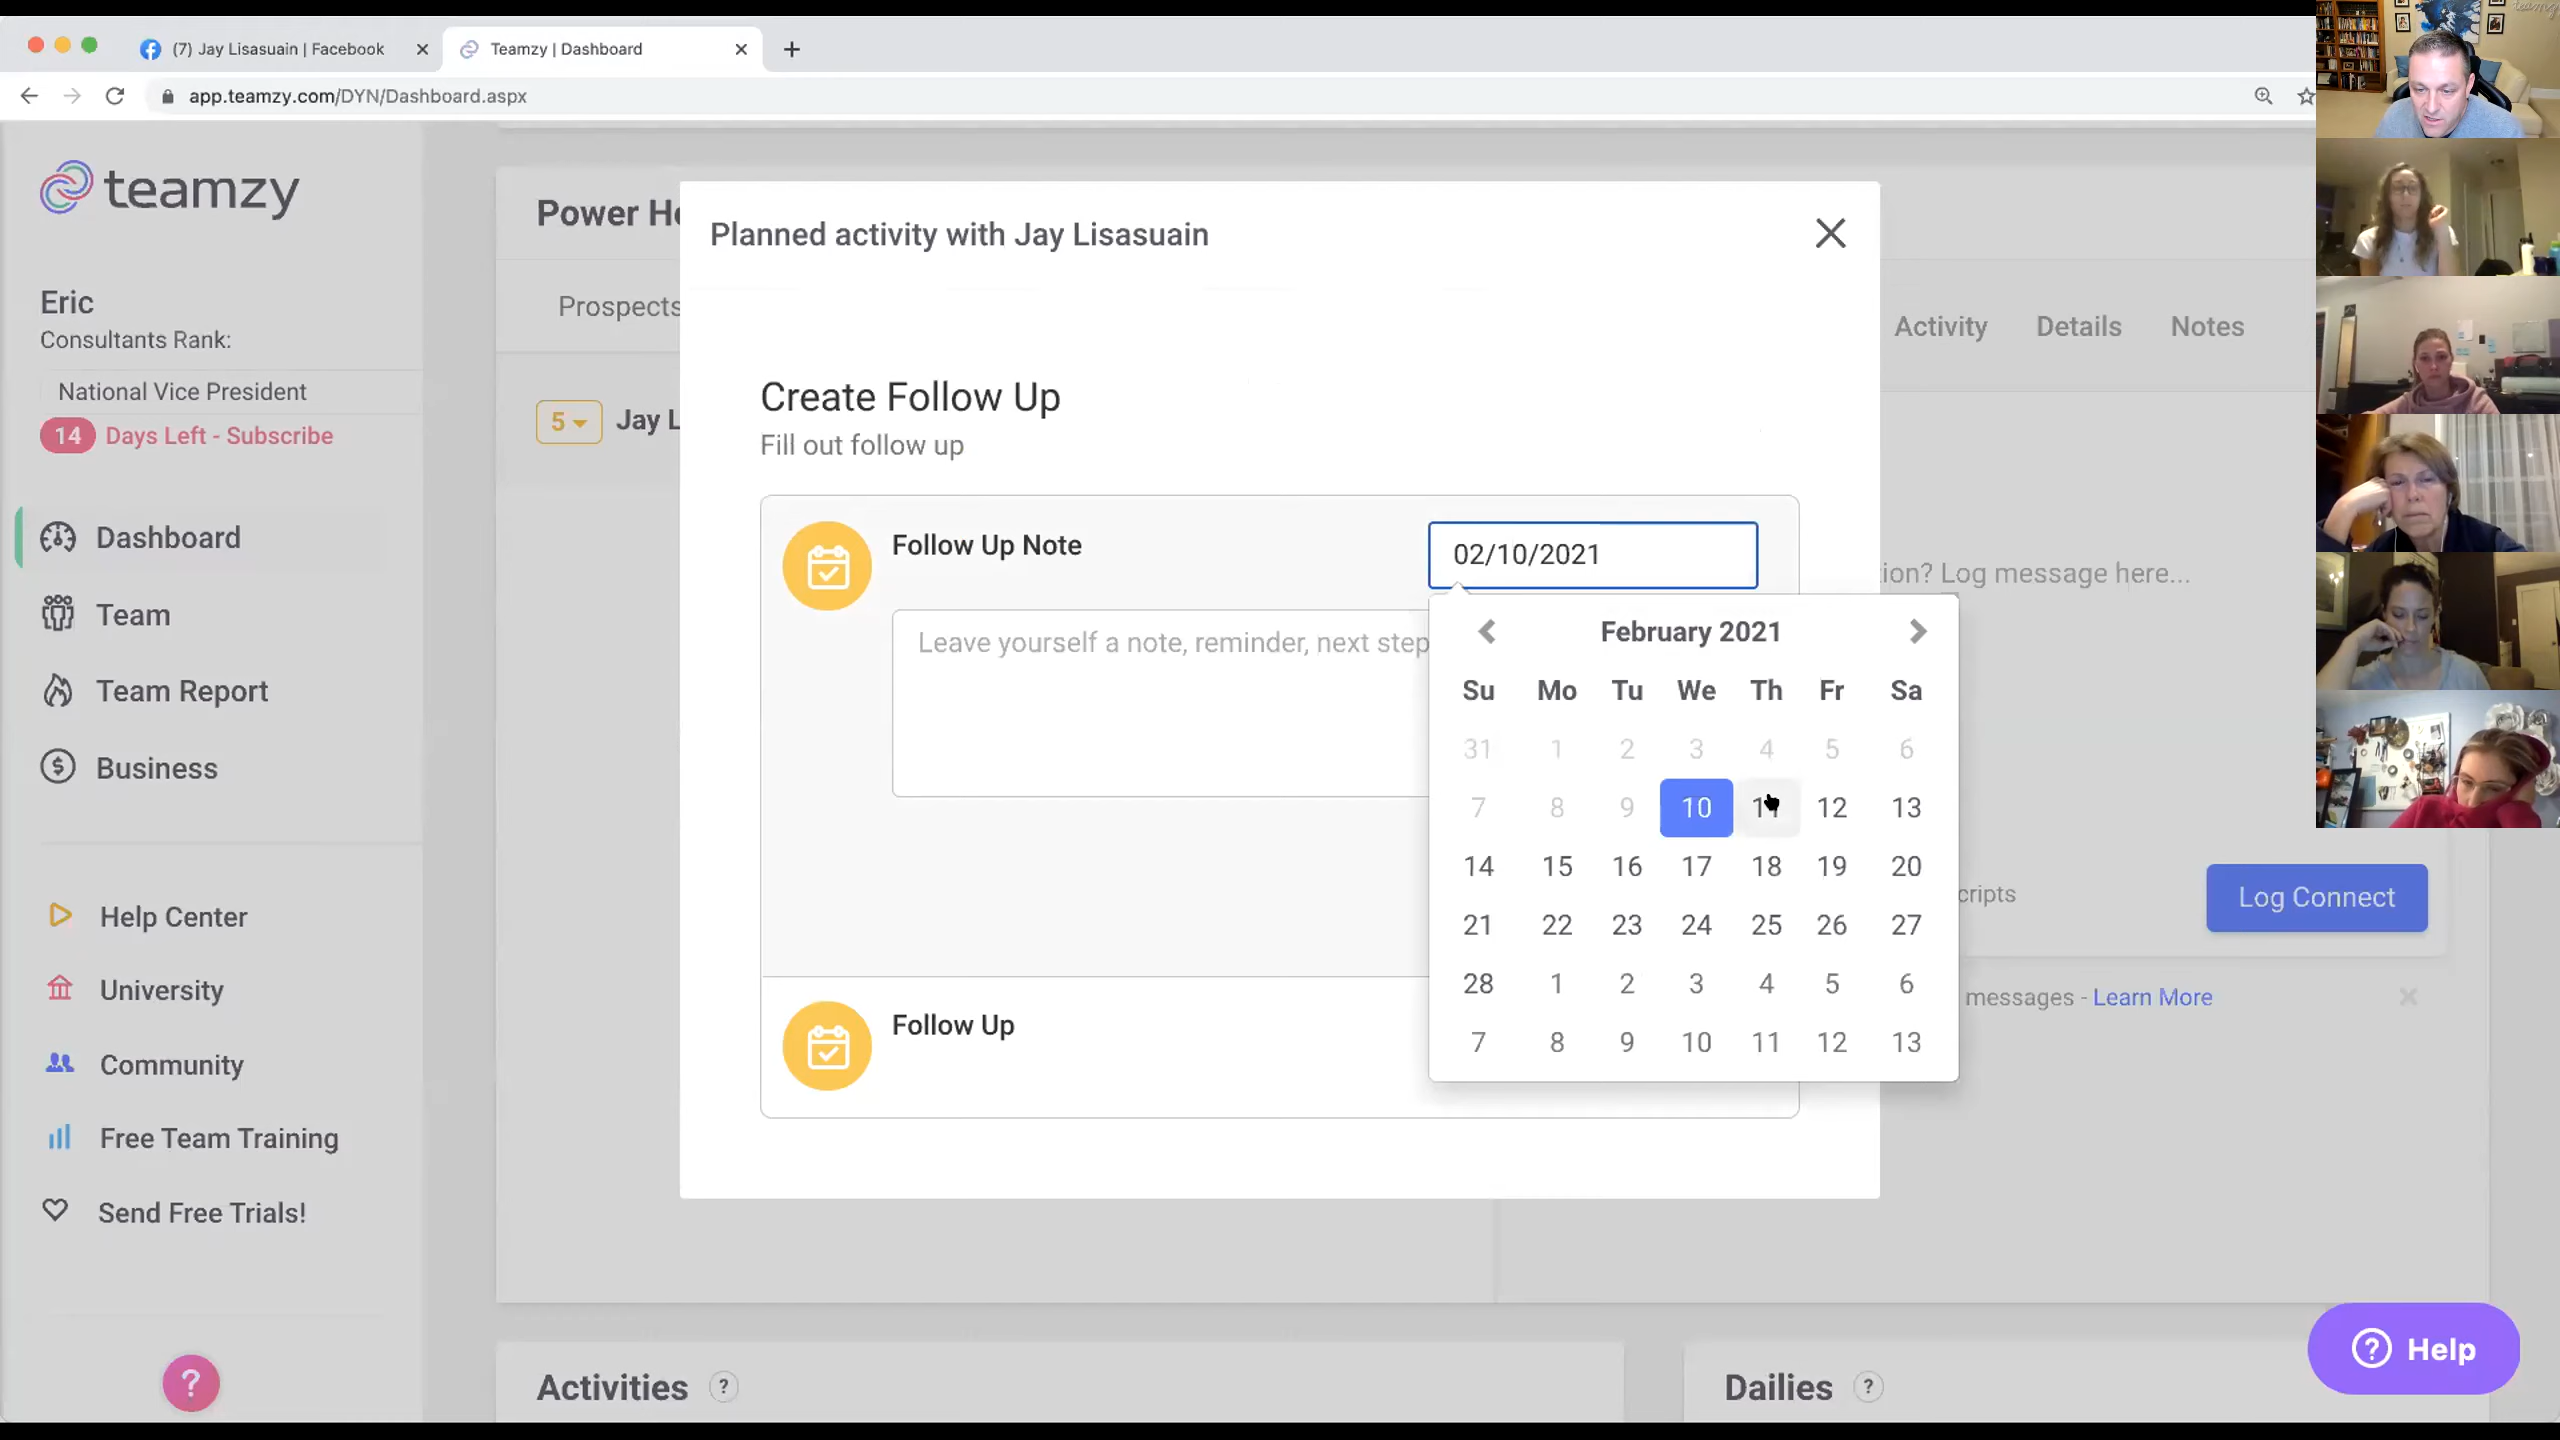 (7) Jay Lisasuain | Facebook
Teamzy | Dashboard
app.teamzy.com/DYN/Dashboard.aspx
teamzy
Eric
Consultants Rank:
National Vice President
14 Days Left - Subscribe
Dashboard
Team
Team Report
Business
Help Center
University
Community
Free Team Training
Send Free Trials!
?
Power Ho
Prospects
5 Jay L
Planned activity with Jay Lisasuain
Create Follow Up
Fill out follow up
Follow Up Note
02/10/2021
Leave yourself a note, reminder, next step
February 2021
Su Mo Tu We Th Fr Sa
31 1 2 3 4 5 6
7 8 9 10 11 12 13
14 15 16 17 18 19 20
21 22 23 24 25 26 27
28 1 2 3 4 5 6
7 8 9 10 11 12 13
Follow Up
Activity Details Notes
tion? Log message here...
cripts
Log Connect
messages - Learn More
Activities ?
Dailies ?
? Help